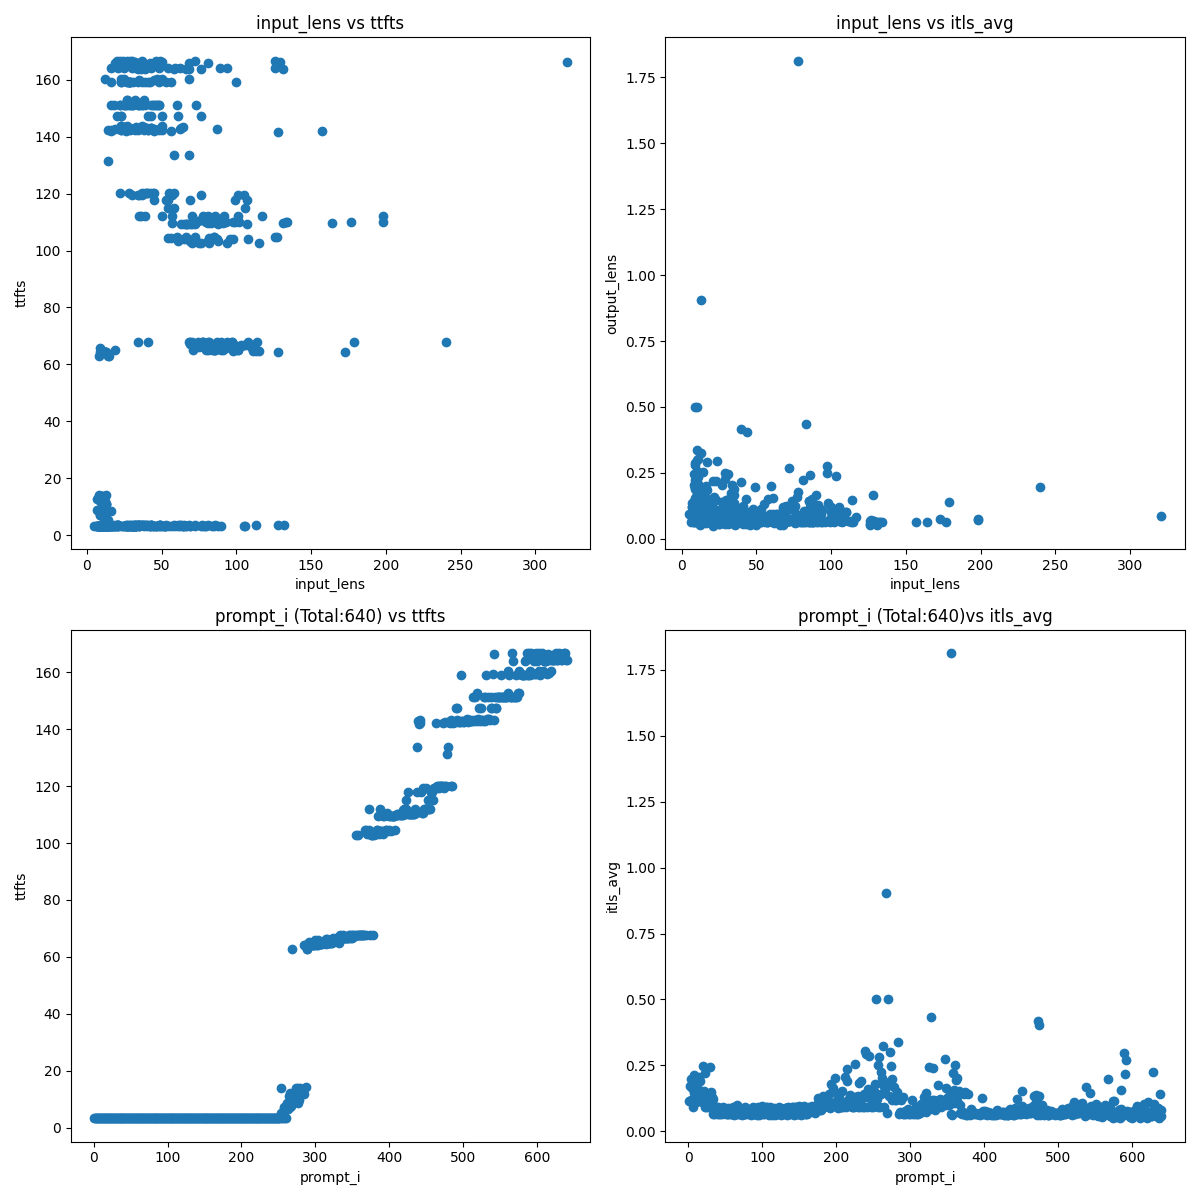 input_lens vs ttfts
ttfts
160
140
120
100
80
60
40
20
0
0 50 100 150 200 250 300
input_lens
input_lens vs itls_avg
output_lens
1.75
1.50
1.25
1.00
0.75
0.50
0.25
0.00
0 50 100 150 200 250 300
input_lens
prompt_i (Total:640) vs ttfts
ttfts
160
140
120
100
80
60
40
20
0
0 100 200 300 400 500 600
prompt_i
prompt_i (Total:640)vs itls_avg
itls_avg
1.75
1.50
1.25
1.00
0.75
0.50
0.25
0.00
0 100 200 300 400 500 600
prompt_i